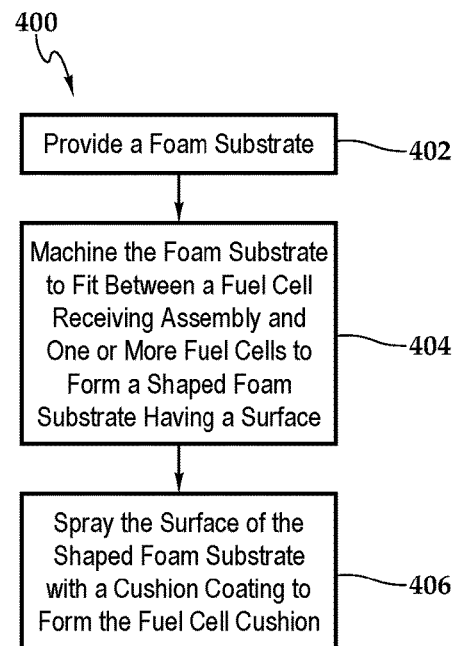 400
Provide a Foam Substrate
402
Machine the Foam Substrate
to Fit Between a Fuel Cell
Receiving Assembly and
One or More Fuel Cells to
Form a Shaped Foam
Substrate Having a Surface
404
Spray the Surface of the
Shaped Foam Substrate
with a Cushion Coating to
Form the Fuel Cell Cushion
406